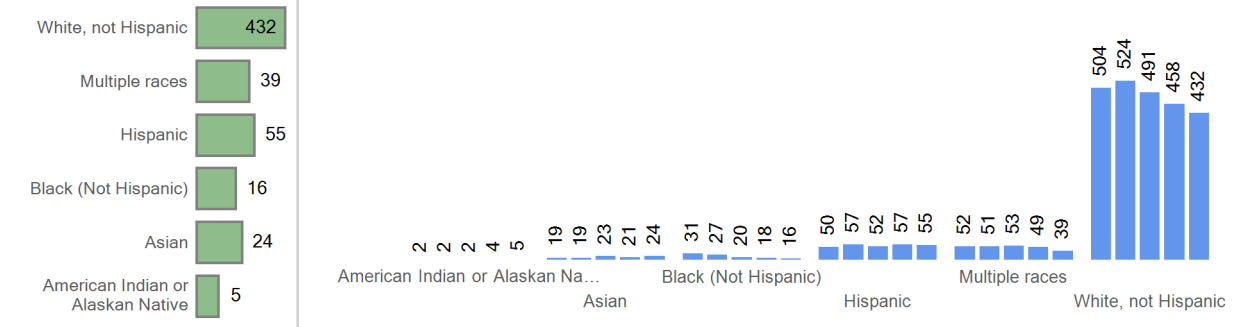 White, not Hispanic 432
Multiple races 39
Hispanic 55
Black (Not Hispanic) 16
Asian 24
American Indian or
Alaskan Native 5
2 2 2 4 5
19 19 23 21 24
31 27 20 18 16
50 57 52 57 55
52 51 53 49 39
504 524 491 458 432
American Indian or Alaskan Na…
Asian
Black (Not Hispanic)
Hispanic
Multiple races
White, not Hispanic